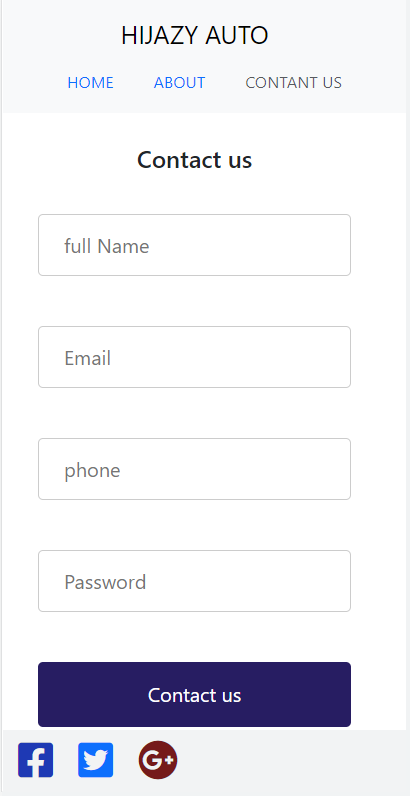 HIJAZY AUTO
HOME ABOUT CONTANT US
Contact us
full Name
Email
phone
Password
Contact us